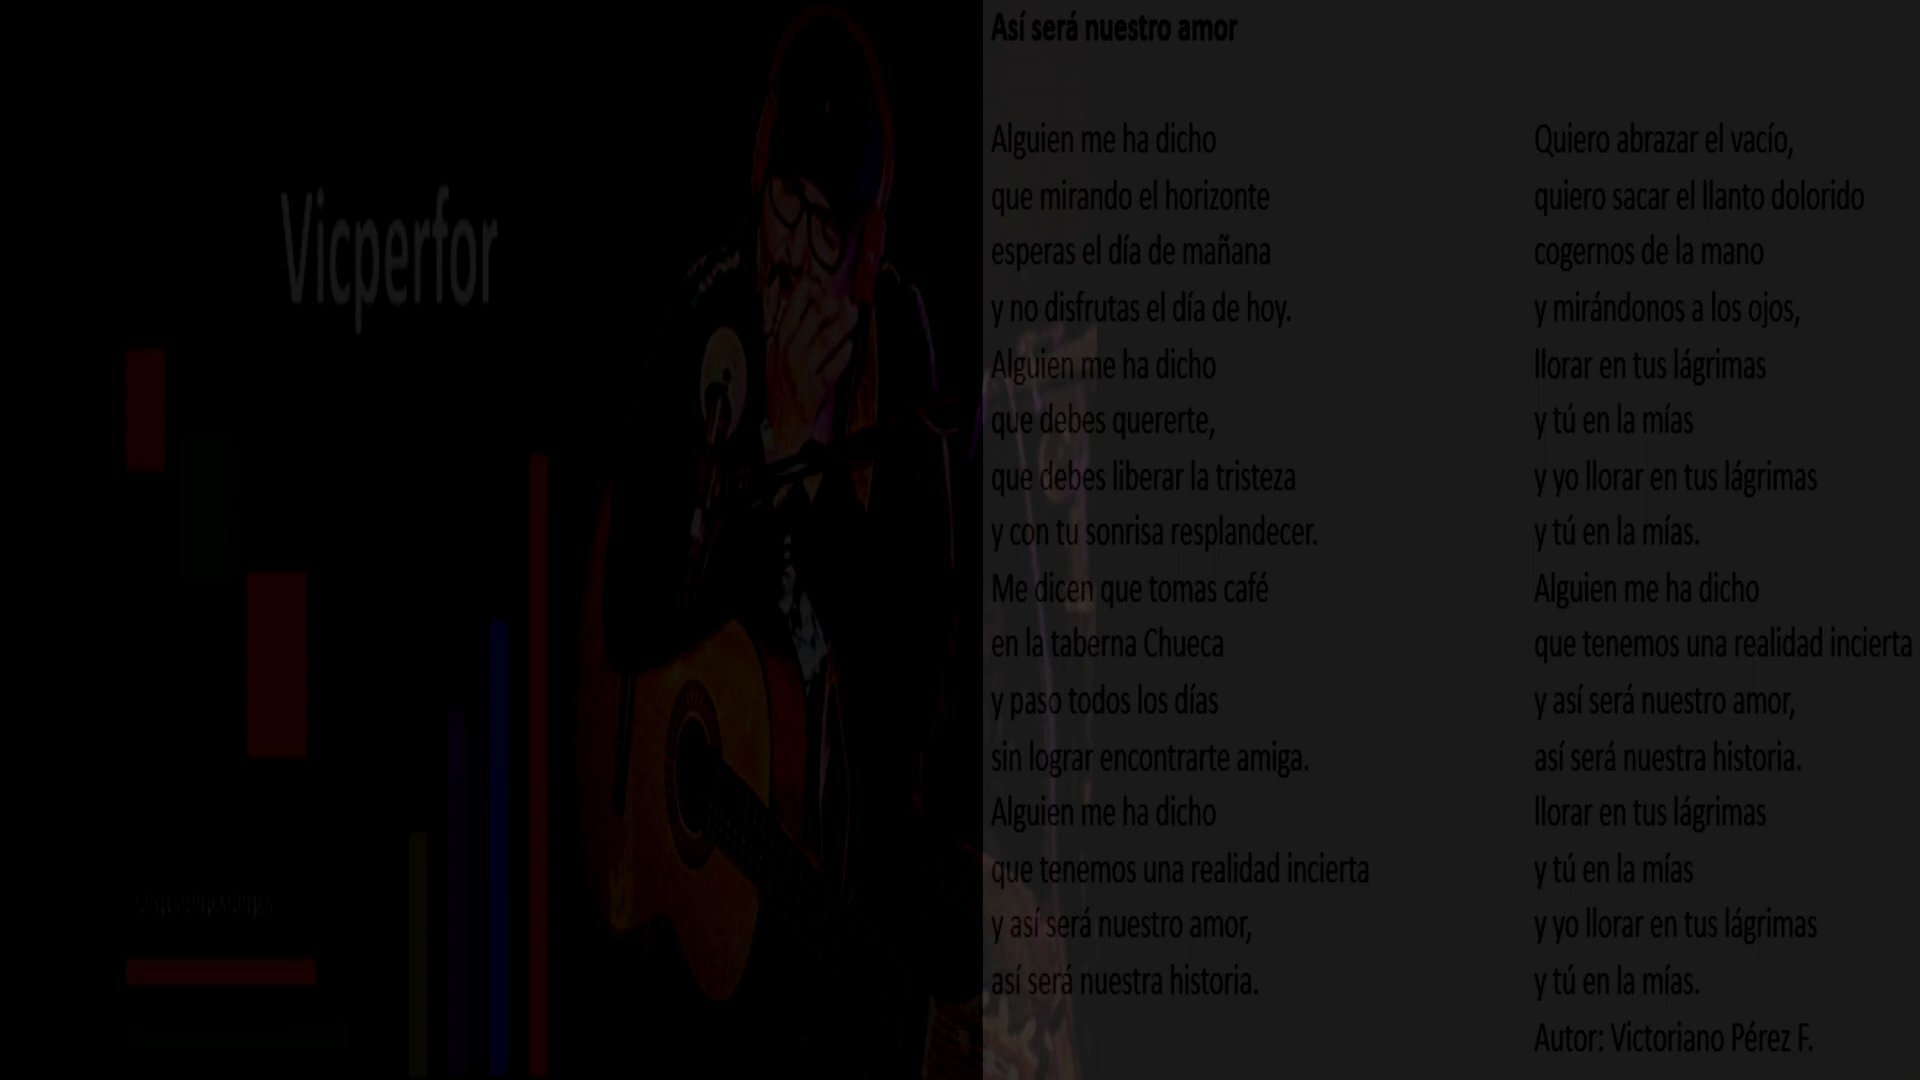 Vicperfor
Así será nuestro amor
Alguien me ha dicho
que mirando el horizonte
esperas el día de mañana
y no disfrutas el día de hoy.
Alguien me ha dicho
que debes quererte,
que debes liberar la tristeza
y con tu sonrisa resplandecer.
Me dicen que tomas café
en la taberna Chueca
y paso todos los días
sin lograr encontrarte amiga.
Alguien me ha dicho
que tenemos una realidad incierta
y así será nuestro amor,
así será nuestra historia.
Quiero abrazar el vacío,
quiero sacar el llanto dolorido
cogernos de la mano
y mirándonos a los ojos,
llorar en tus lágrimas
y tú en la mías
y yo llorar en tus lágrimas
y tú en la mías.
Alguien me ha dicho
que tenemos una realidad incierta
y así será nuestro amor,
así será nuestra historia.
llorar en tus lágrimas
y tú en la mías
y yo llorar en tus lágrimas
y tú en la mías.
Autor: Victoriano Pérez F.